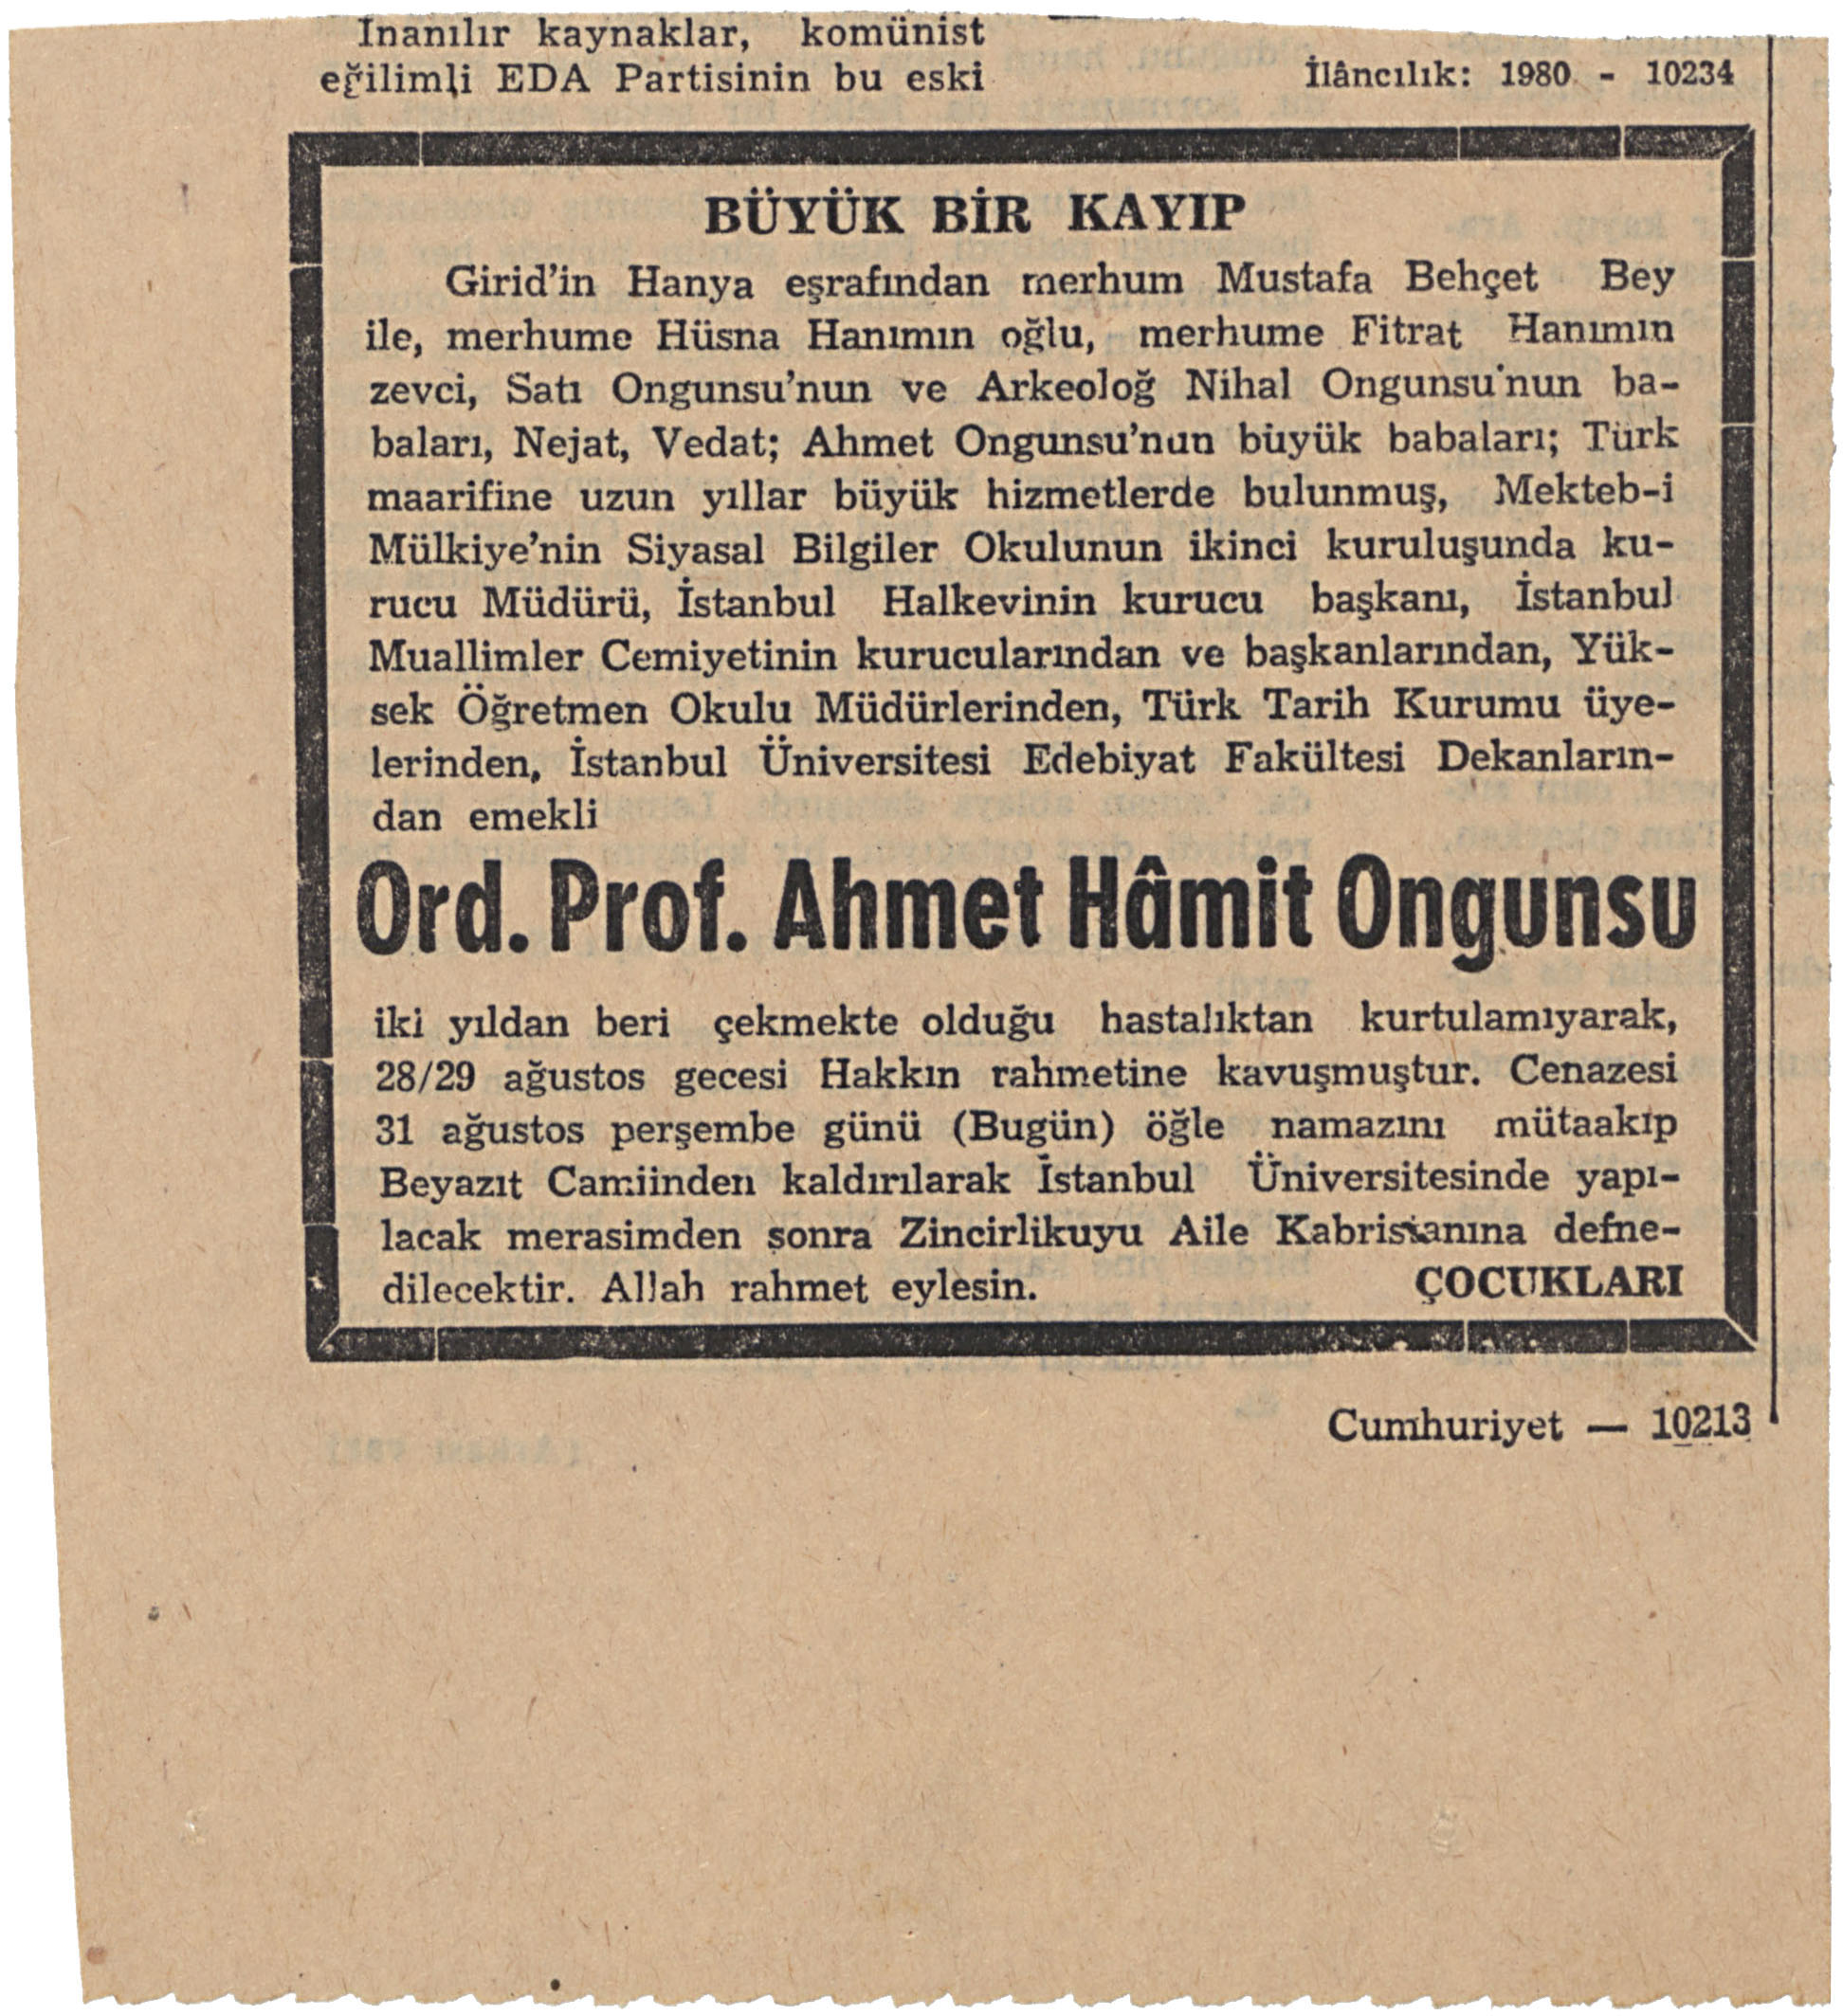 İnanılır kaynaklar, komünist
eğilimli EDA Partisinin bu eski
İlâncılık: 1980 - 10234
BÜYÜK BİR KAYIP
Girid'in Hanya eşrafından merhum Mustafa Behçet Bey
ile, merhume Hüsna Hanımın oğlu, merhume Fitrat Hanımın
zevci, Satı Ongunsu'nun ve Arkeoloğ Nihal Ongunsu'nun ba-
baları, Nejat, Vedat; Ahmet Ongunsu'nun büyük babaları; Türk
maarifine uzun yıllar büyük hizmetlerde bulunmuş, Mekteb-i
Mülkiye'nin Siyasal Bilgiler Okulunun ikinci kuruluşunda ku-
rucu Müdürü, İstanbul Halkevinin kurucu başkanı, İstanbul
Muallimler Cemiyetinin kurucularından ve başkanlarından, Yük-
sek Öğretmen Okulu Müdürlerinden, Türk Tarih Kurumu üye-
lerinden, İstanbul Üniversitesi Edebiyat Fakültesi Dekanların-
dan emekli
Ord. Prof. Ahmet Hâmit Ongunsu
iki yıldan beri çekmekte olduğu hastalıktan kurtulamıyarak,
28/29 ağustos gecesi Hakkın rahmetine kavuşmuştur. Cenazesi
31 ağustos perşembe günü (Bugün) öğle namazını mütaakıp
Beyazıt Camiinden kaldırılarak İstanbul Üniversitesinde yapı-
lacak merasimden sonra Zincirlikuyu Aile Kabristanına defne-
dilecektir. Allah rahmet eylesin. ÇOCUKLARI
Cumhuriyet — 10213